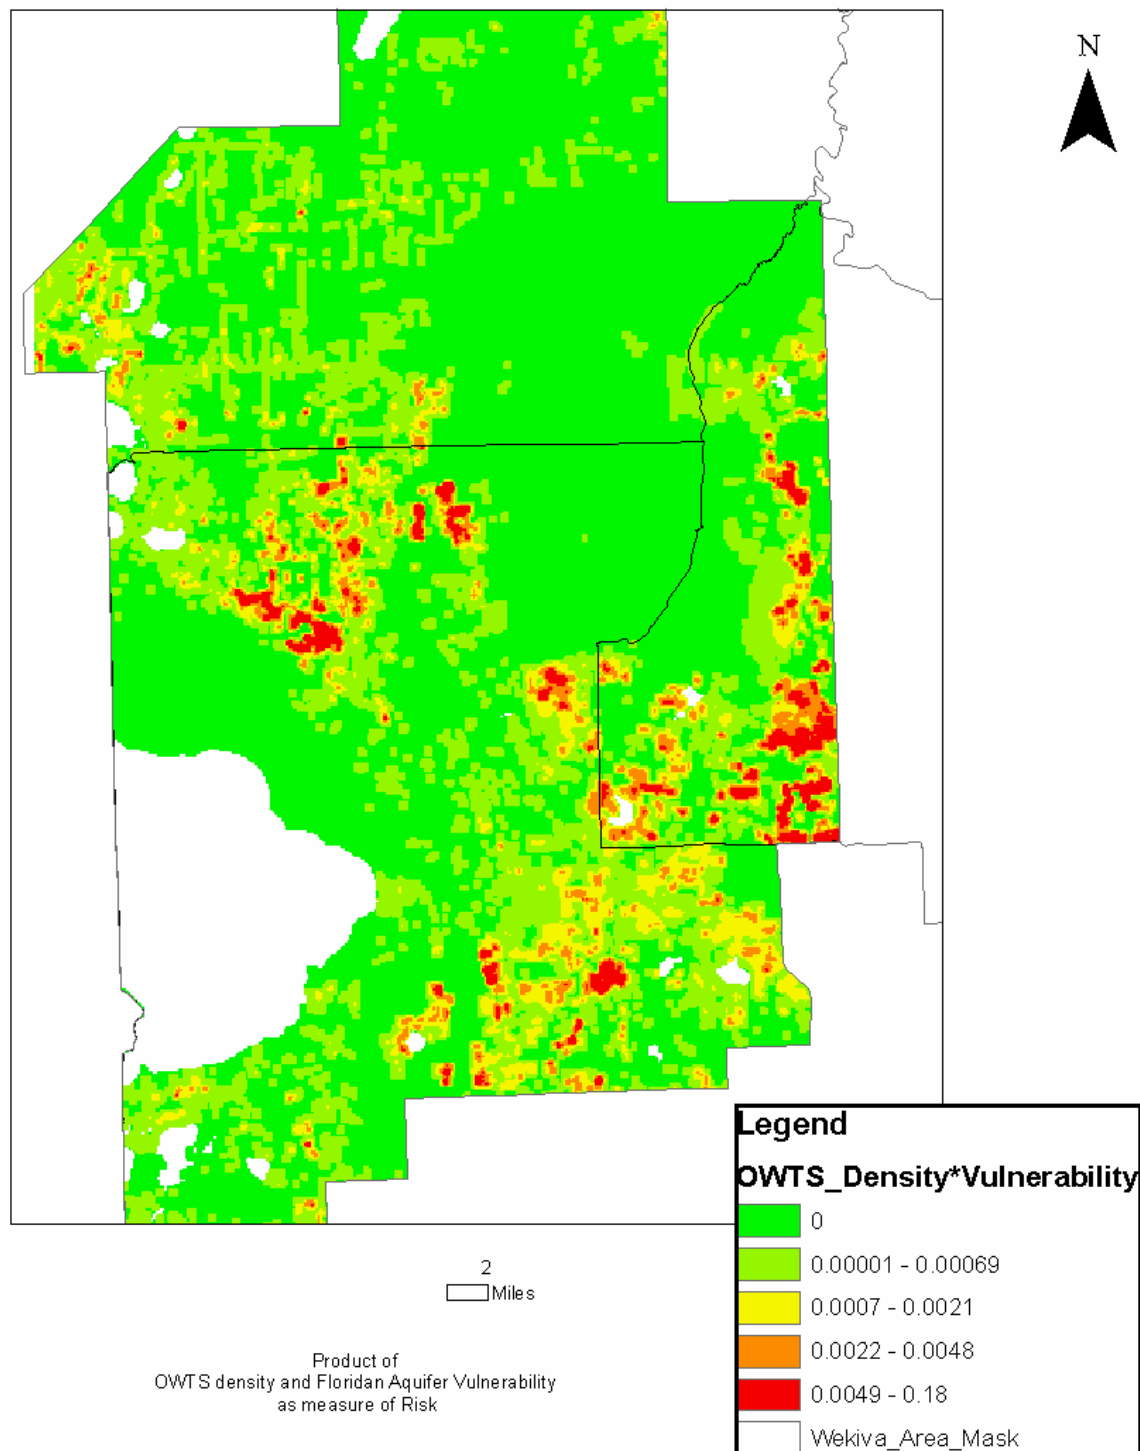 N
Legend
OWTS_Density*Vulnerability
0
0.00001 - 0.00069
0.0007 - 0.0021
0.0022 - 0.0048
0.0049 - 0.18
Wekiva_Area_Mask
2
Miles
Product of
OWTS density and Floridan Aquifer Vulnerability
as measure of Risk